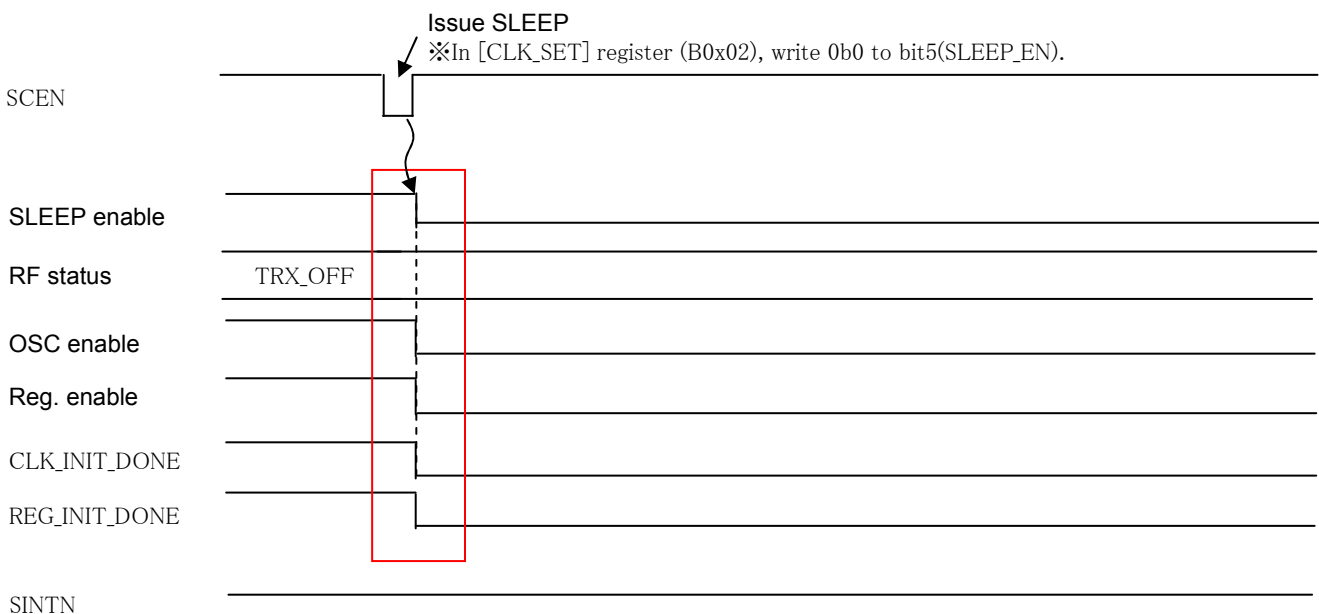 Issue SLEEP
※In [CLK_SET] register (B0x02), write 0b0 to bit5(SLEEP_EN).
SCEN
SLEEP enable
RF status
TRX_OFF
OSC enable
Reg. enable
CLK_INIT_DONE
REG_INIT_DONE
SINTN